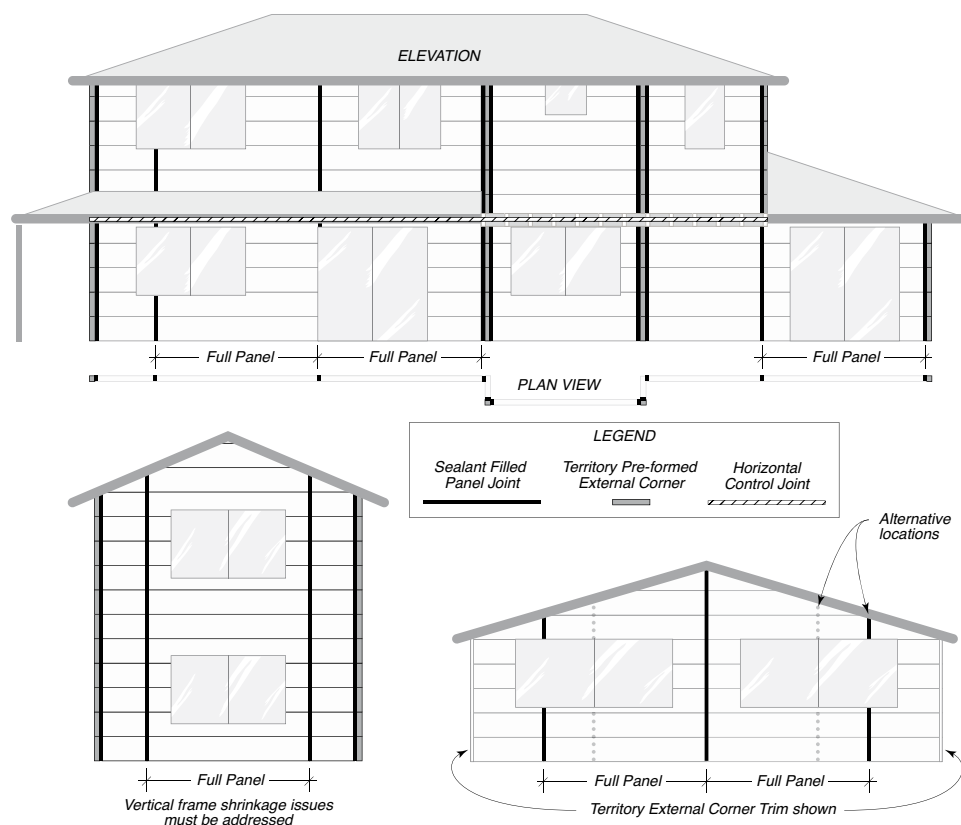 ELEVATION
Full Panel
Full Panel
Full Panel
PLAN VIEW
LEGEND
Sealant Filled
Panel Joint
Territory Pre-formed
External Corner
Horizontal
Control Joint
Alternative
locations
Full Panel
Vertical frame shrinkage issues
must be addressed
Full Panel
Full Panel
Territory External Corner Trim shown